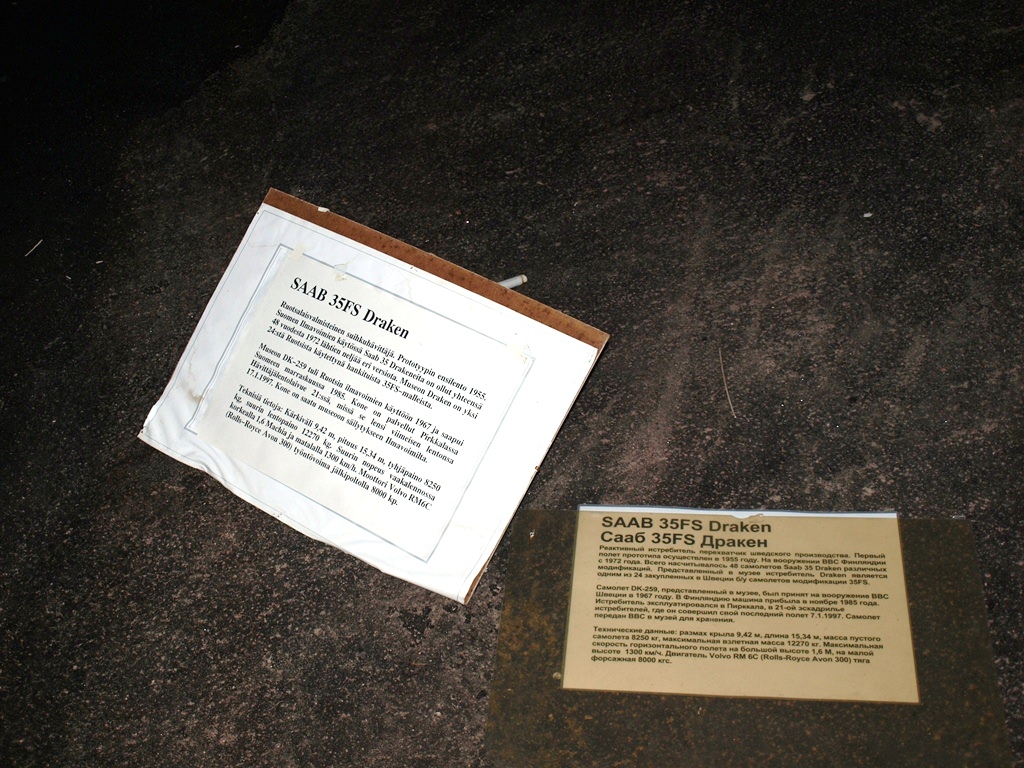 SAAB 35FS Draken
Ruotsalaisvalmisteinen suihkuhävittäjä. Prototyypin ensilento 1955.
Suomen Ilmavoimien käytössä Saab 35 Drakeneita on ollut yhteensä
48 vuodesta 1972 lähtien neljää eri versiota. Museon Draken on yksi
24:stä Ruotsista käytettynä hankituista 35FS-malleista.
Museon DK-259 tuli Ruotsin ilmavoimien käyttöön 1967 ja saapui
Suomeen marraskuussa 1985. Kone on palvellut Pirkkalassa
Hävittäjälentolaivue 21:ssä, missä se lensi viimeisen lentonsa
17.1.1997. Kone on saatu museoon säilytykseen Ilmavoimilta.
Teknisiä tietoja: Kärkiväli 9,42 m, pituus 15,34 m, tyhjäpaino 8250
kg, suurin lentopaino 12270 kg. Suurin nopeus vaakalennossa
korkealla 1,6 Machia ja matalalla 1300 km/h. Moottori Volvo RM6C
(Rolls-Royce Avon 300) työntövoima jälkipoltolla 8000 kp.
SAAB 35FS Draken
Сааб 35FS Дракен
Реактивный истребитель перехватчик шведского производства. Первый
полет прототипа осуществлен в 1955 году. На вооружении ВВС Финляндии
с 1972 года. Всего насчитывалось 48 самолетов Saab 35 Draken различных
модификаций. Представленный в музее истребитель Draken является
одним из 24 закупленных в Швеции б/у самолетов модификации 35FS.
Самолет DK-259, представленный в музее, был принят на вооружение ВВС
Швеции в 1967 году. В Финляндию машина прибыла в ноябре 1985 года.
Истребитель эксплуатировался в Пирккала, в 21-ой эскадрилье
истребителей, где он совершил свой последний полет 7.1.1997. Самолет
передан ВВС в музей для хранения.
Технические данные: размах крыла 9,42 м, длина 15,34 м, масса пустого
самолета 8250 кг, максимальная взлетная масса 12270 кг. Максимальная
скорость горизонтального полета на большой высоте 1,6 М, на малой
высоте 1300 км/ч. Двигатель Volvo RM 6C (Rolls-Royce Avon 300) тяга
форсажная 8000 кгс.